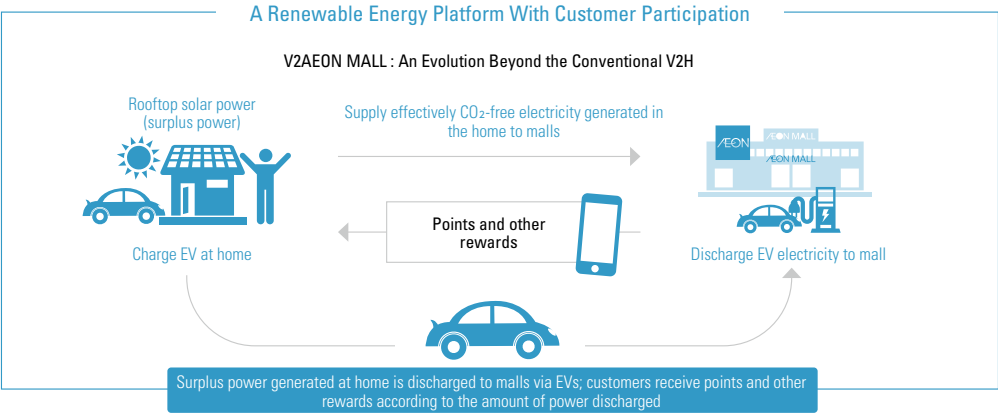 A Renewable Energy Platform With Customer Participation
V2AEON MALL : An Evolution Beyond the Conventional V2H
Rooftop solar power
(surplus power)
Supply effectively CO₂-free electricity generated in
the home to malls
ÆON
ÆON MALL
ÆON MALL
Points and other
rewards
Charge EV at home
Discharge EV electricity to mall
Surplus power generated at home is discharged to malls via EVs; customers receive points and other
rewards according to the amount of power discharged